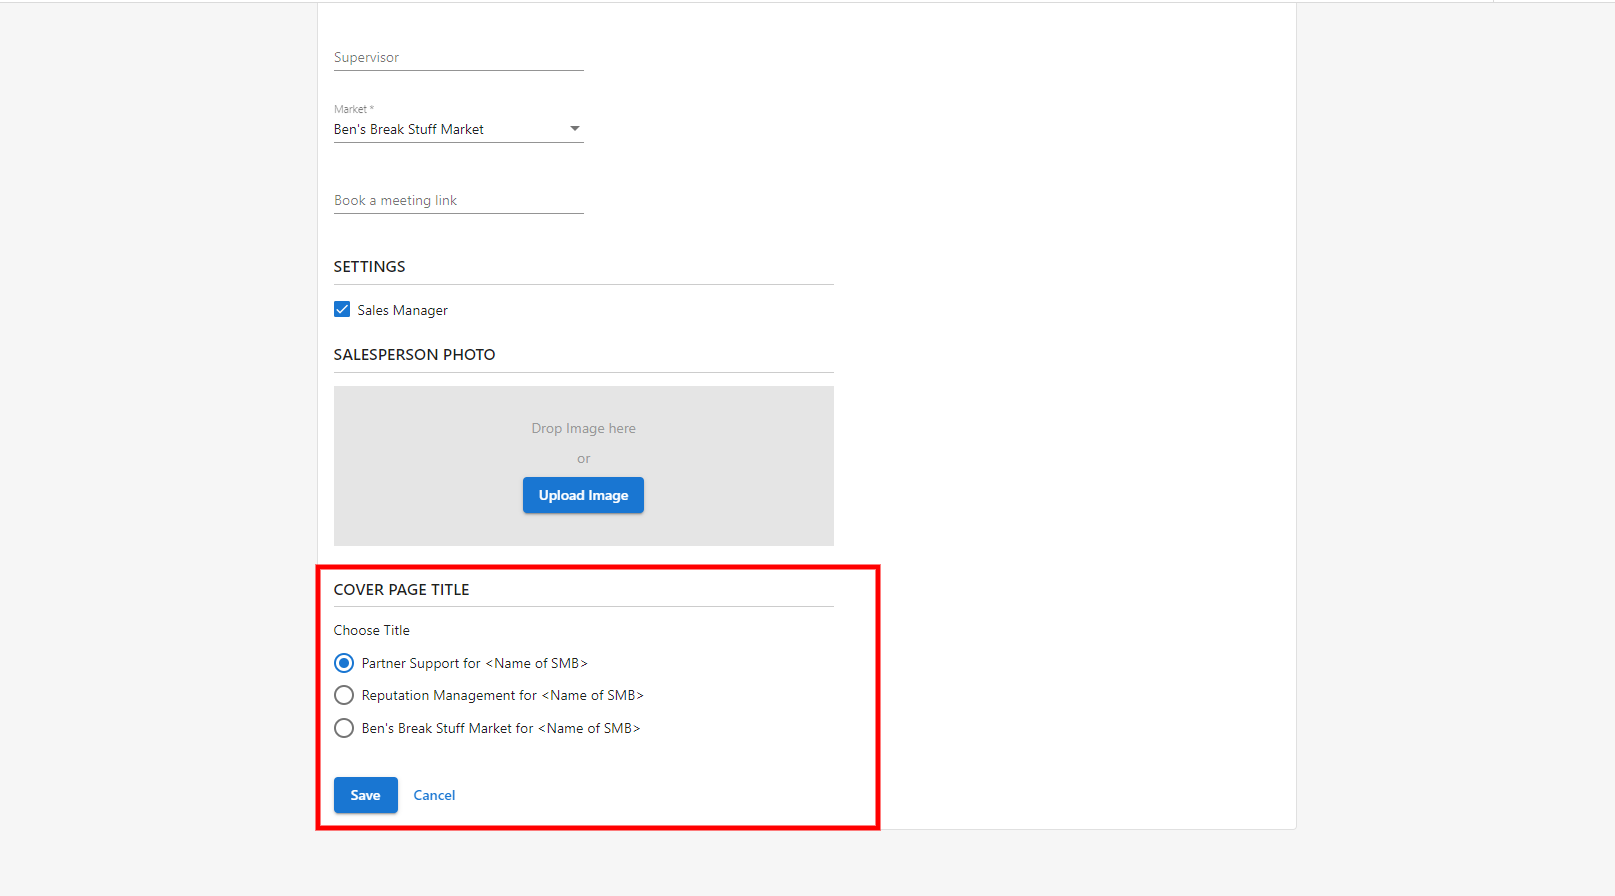 Supervisor
Market *
Ben's Break Stuff Market
Book a meeting link
SETTINGS
Sales Manager
SALESPERSON PHOTO
Drop Image here
or
Upload Image
COVER PAGE TITLE
Choose Title
Partner Support for <Name of SMB>
Reputation Management for <Name of SMB>
Ben's Break Stuff Market for <Name of SMB>
Save Cancel